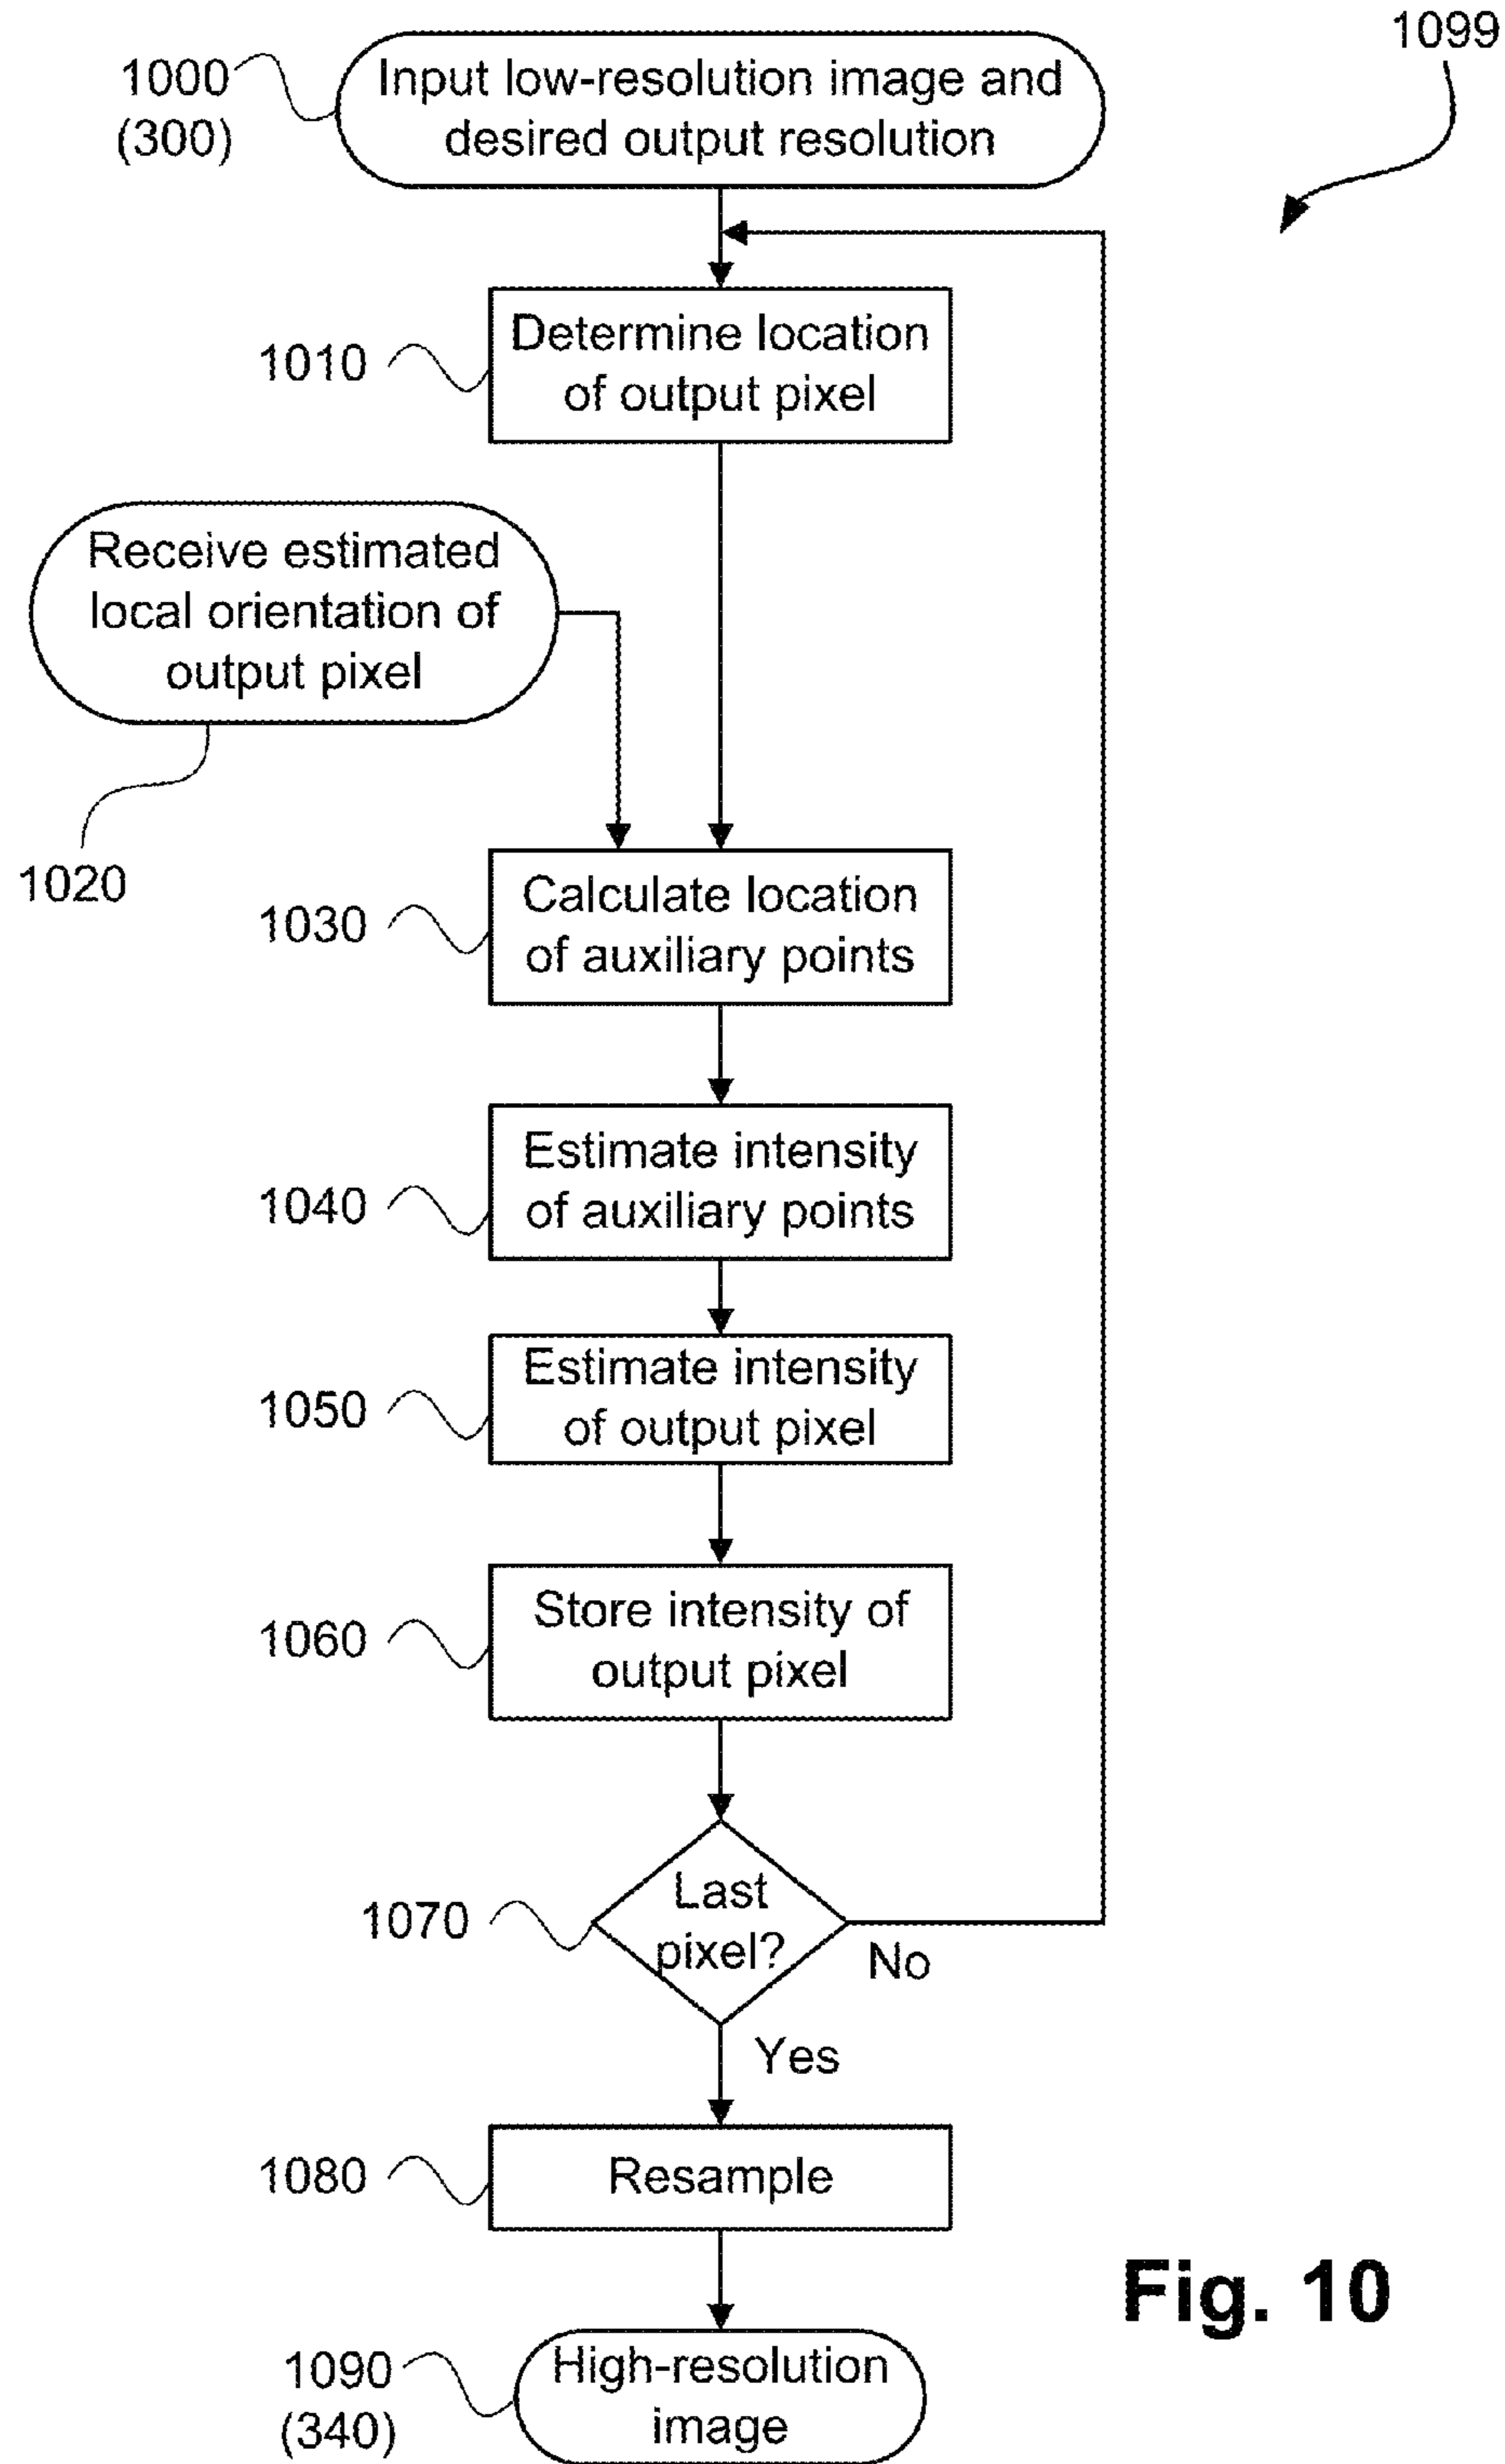 1099
1000
(300)
Input low-resolution image and
desired output resolution
1010
Determine location
of output pixel
Receive estimated
local orientation of
output pixel
1020
1030
Calculate location
of auxiliary points
1040
Estimate intensity
of auxiliary points
1050
Estimate intensity
of output pixel
1060
Store intensity of
output pixel
1070
Last
pixel?
No
Yes
1080
Resample
1090
(340)
High-resolution
image
Fig. 10